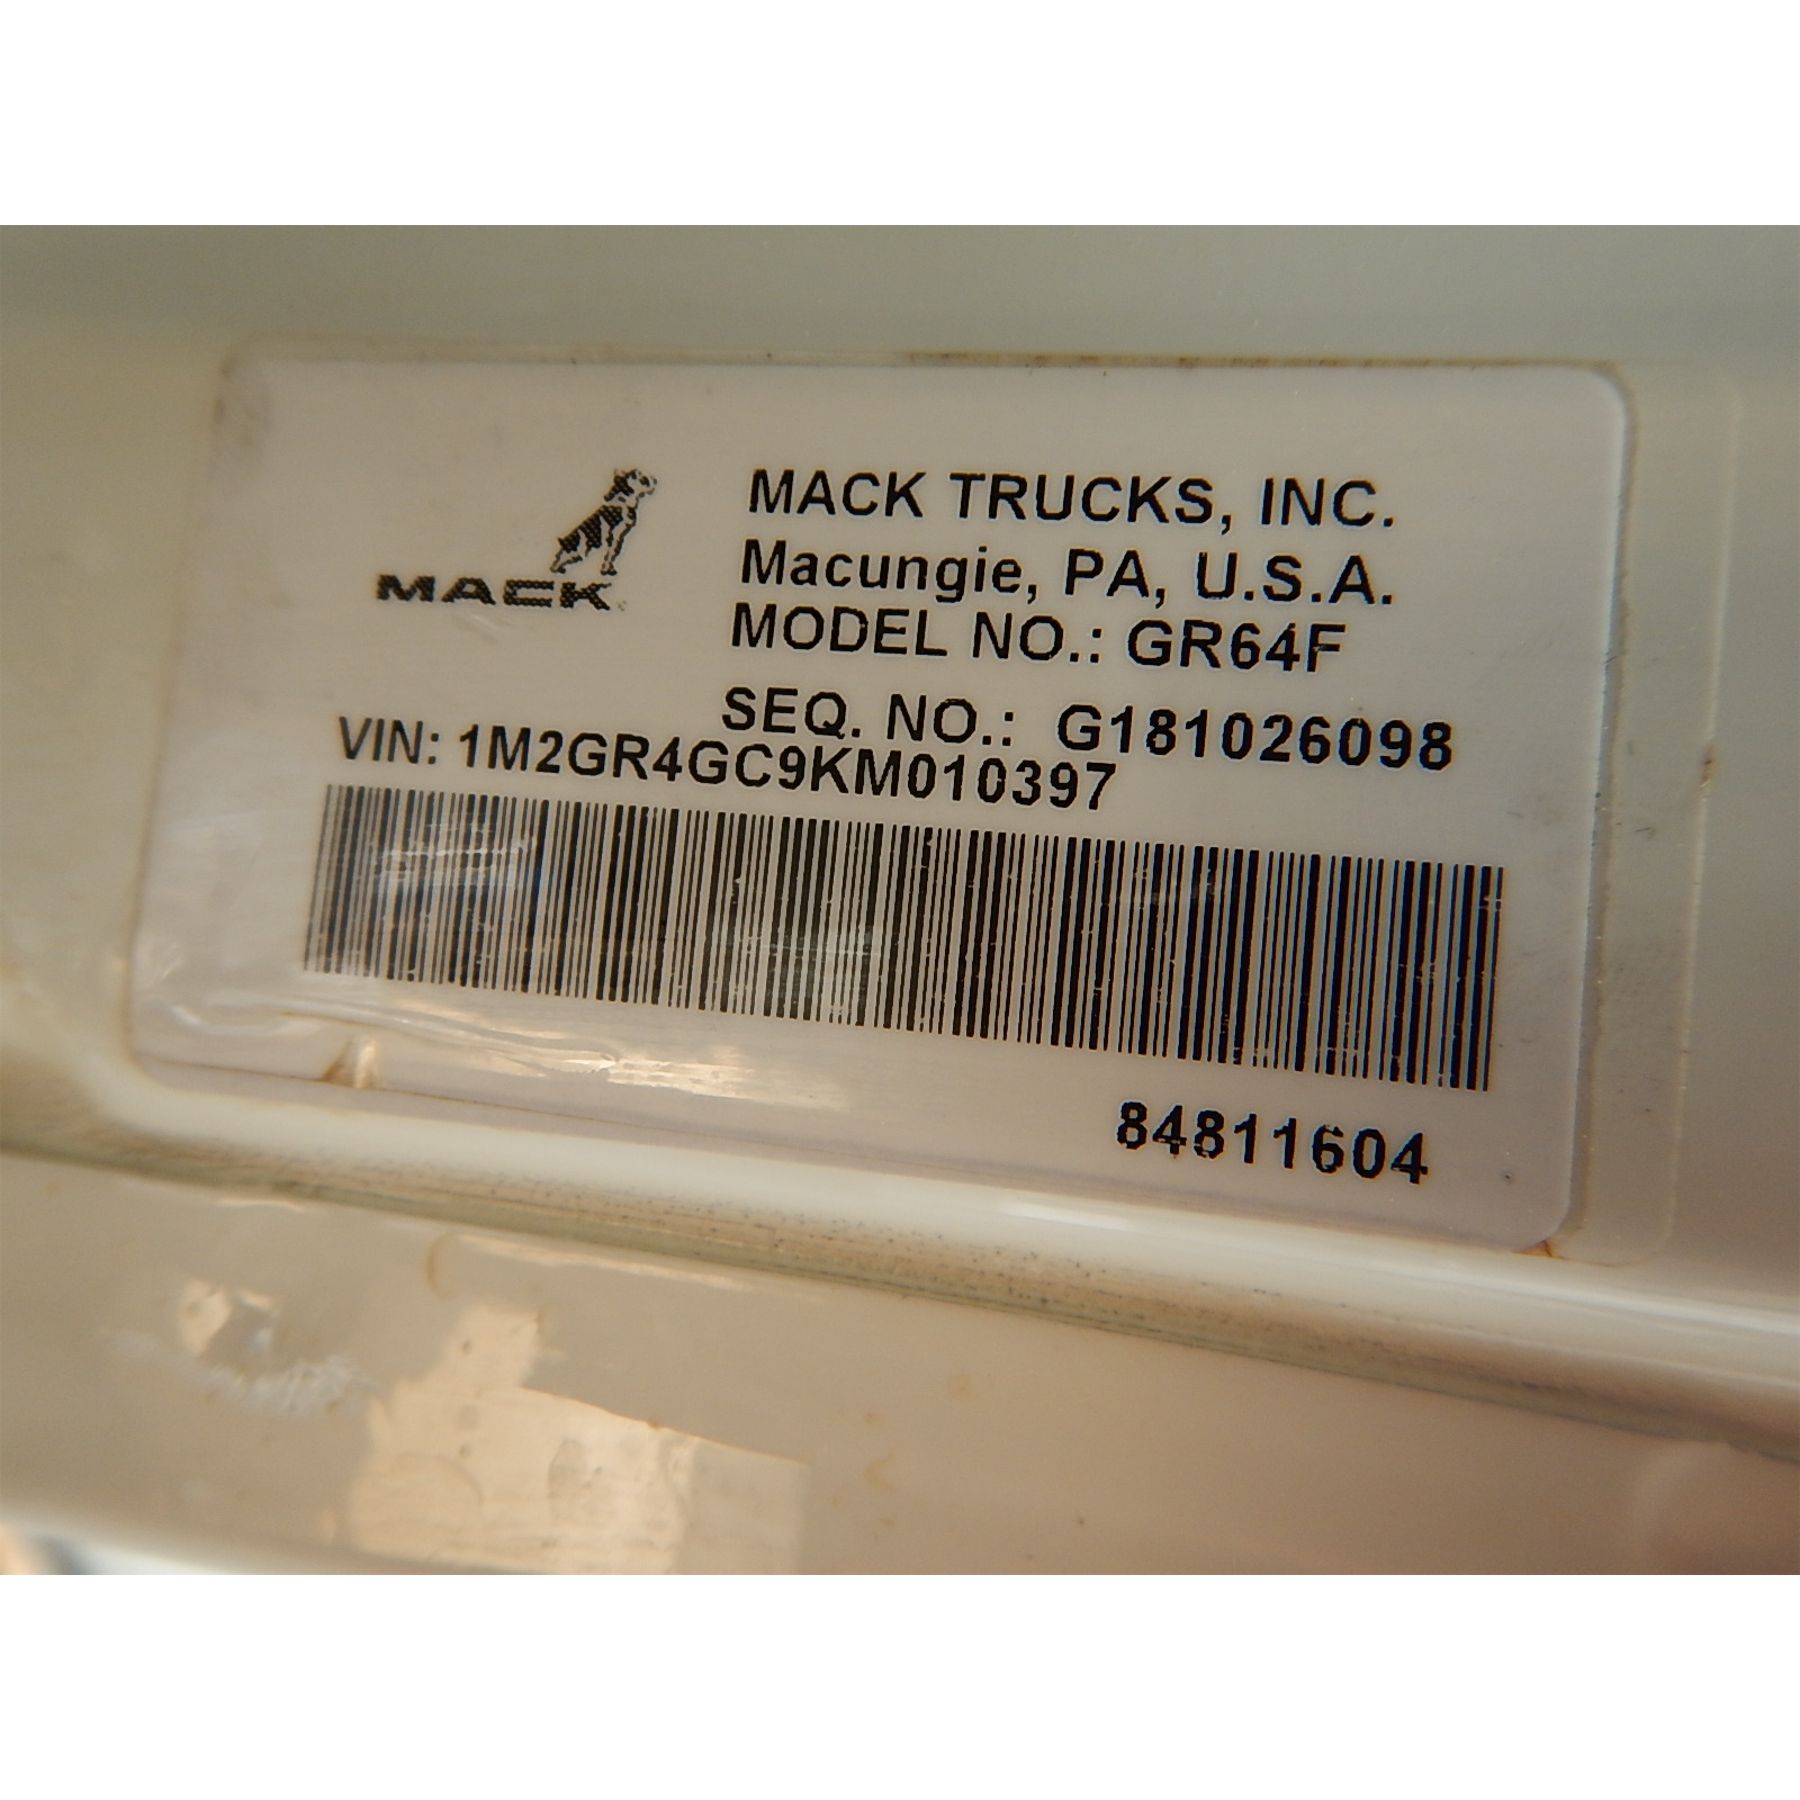 MACK
MACK TRUCKS, INC.
Macungie, PA, U.S.A.
MODEL NO.: GR64F
SEQ. NO.: G181026098
VIN: 1M2GR4GC9KM010397
84811604